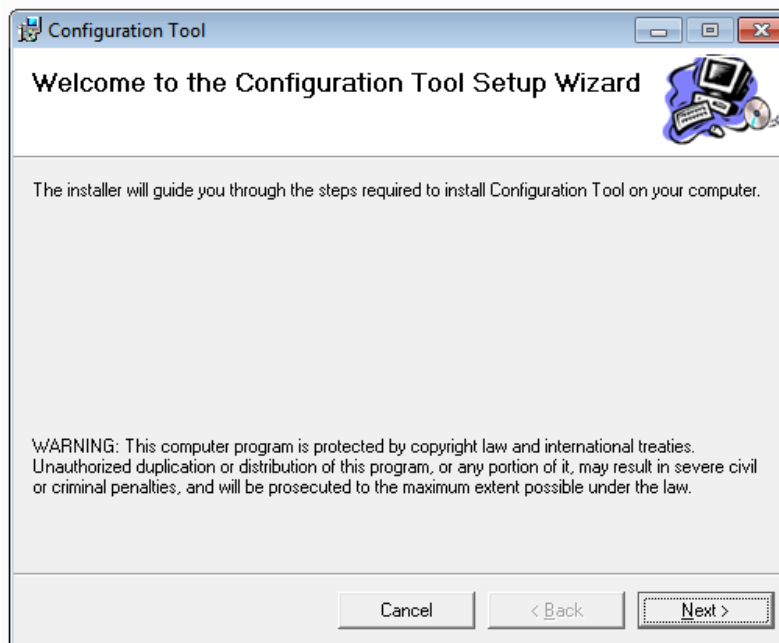 Configuration Tool
Welcome to the Configuration Tool Setup Wizard
The installer will guide you through the steps required to install Configuration Tool on your computer.
WARNING: This computer program is protected by copyright law and international treaties.
Unauthorized duplication or distribution of this program, or any portion of it, may result in severe civil
or criminal penalties, and will be prosecuted to the maximum extent possible under the law.
Cancel
< Back
Next >